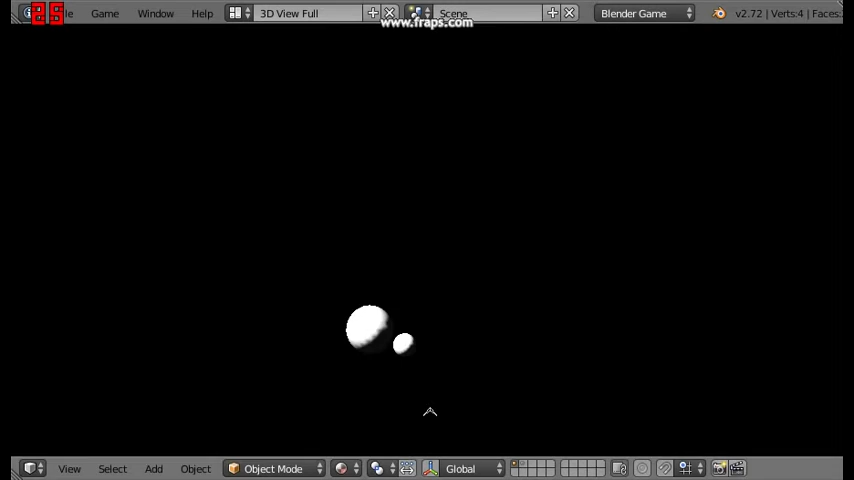 25
Game Window Help 3D View Full Scene Blender Game v2.72 | Verts:4 | Faces:
www.fraps.com
View Select Add Object Object Mode Global